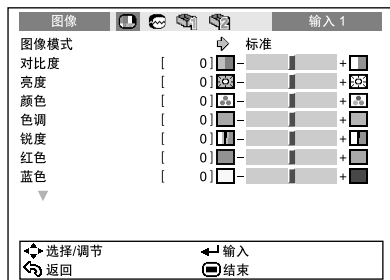 图像 输入 1
图像模式 标准
对比度 [ 0] - +
亮度 [ 0] - +
颜色 [ 0] - +
色调 [ 0] - +
锐度 [ 0] - +
红色 [ 0] - +
蓝色 [ 0] - +
选择/调节 输入
返回 结束